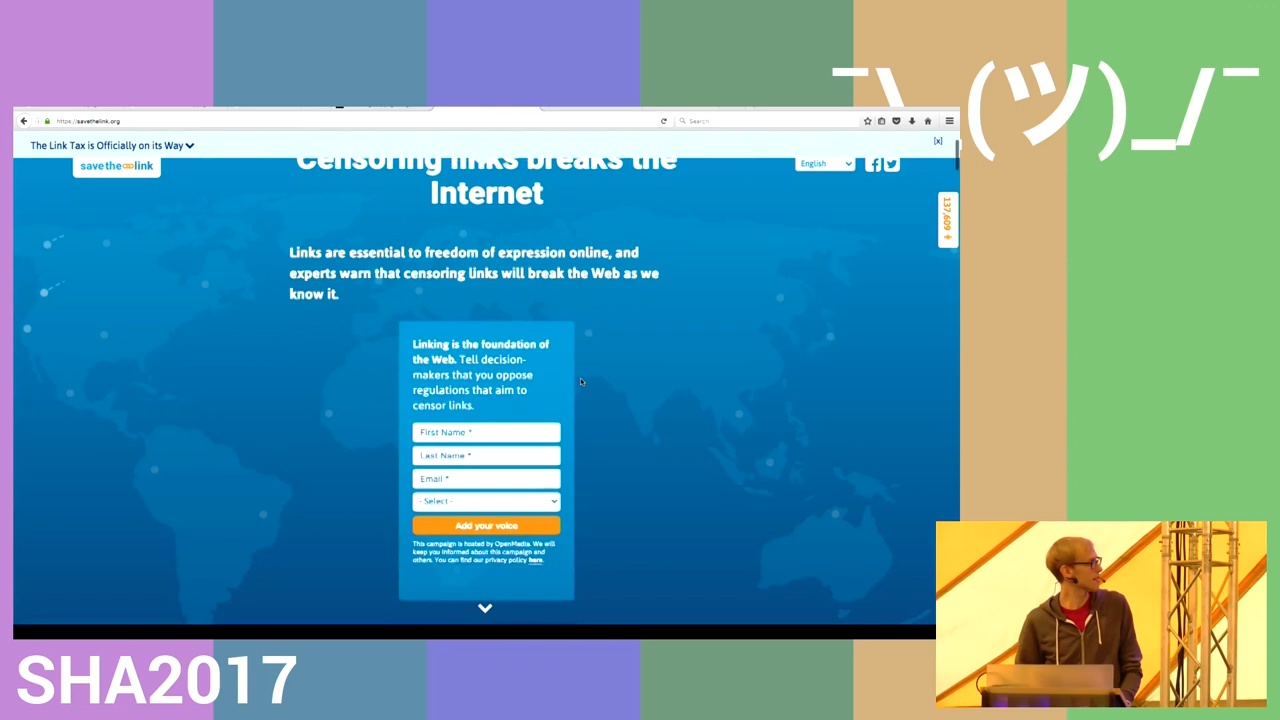 ¯\_(ツ)_/¯
https://savethelink.org
Search
The Link Tax is Officially on its Way
[x]
savethelink
Censoring links breaks the
Internet
English
137,609
Links are essential to freedom of expression online, and
experts warn that censoring links will break the Web as we
know it.
Linking is the foundation of
the Web. Tell decision-
makers that you oppose
regulations that aim to
censor links.
First Name *
Last Name *
Email *
- Select -
Add your voice
This campaign is hosted by OpenMedia. We will
keep you informed about this campaign and
others. You can find our privacy policy here.
SHA2017